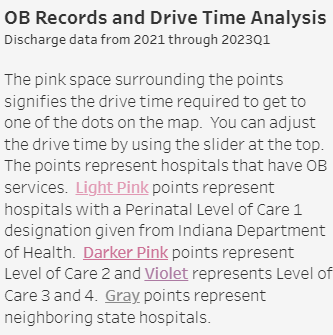 OB Records and Drive Time Analysis
Discharge data from 2021 through 2023Q1
The pink space surrounding the points
signifies the drive time required to get to
one of the dots on the map.  You can adjust
the drive time by using the slider at the top.
The points represent hospitals that have OB
services.  Light Pink points represent
hospitals with a Perinatal Level of Care 1
designation given from Indiana Department
of Health.  Darker Pink points represent
Level of Care 2 and Violet represents Level of
Care 3 and 4.  Gray points represent
neighboring state hospitals.